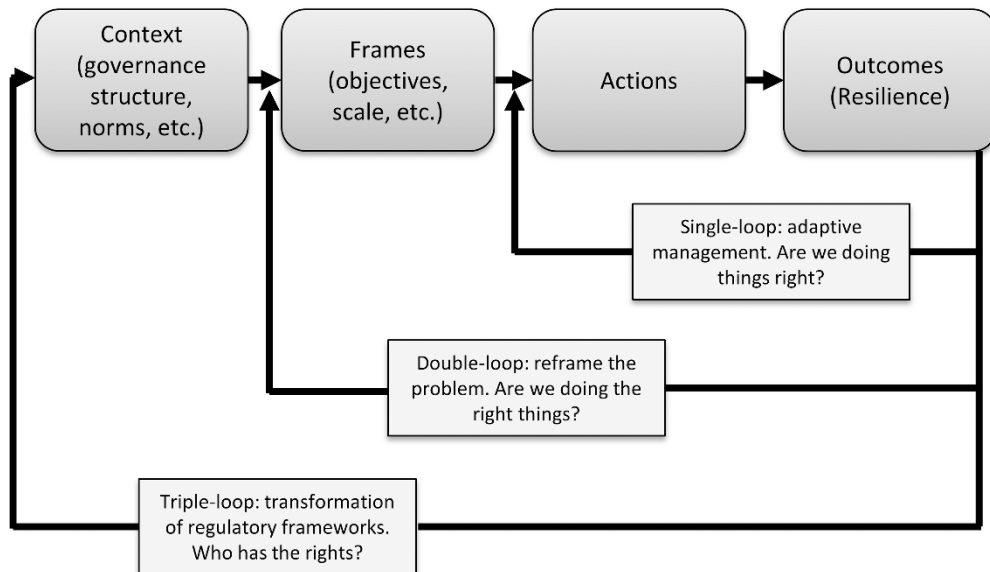 Context
(governance
structure,
norms, etc.)
Frames
(objectives,
scale, etc.)
Actions
Outcomes
(Resilience)
Single-loop: adaptive
management. Are we doing
things right?
Double-loop: reframe the
problem. Are we doing the
right things?
Triple-loop: transformation
of regulatory frameworks.
Who has the rights?